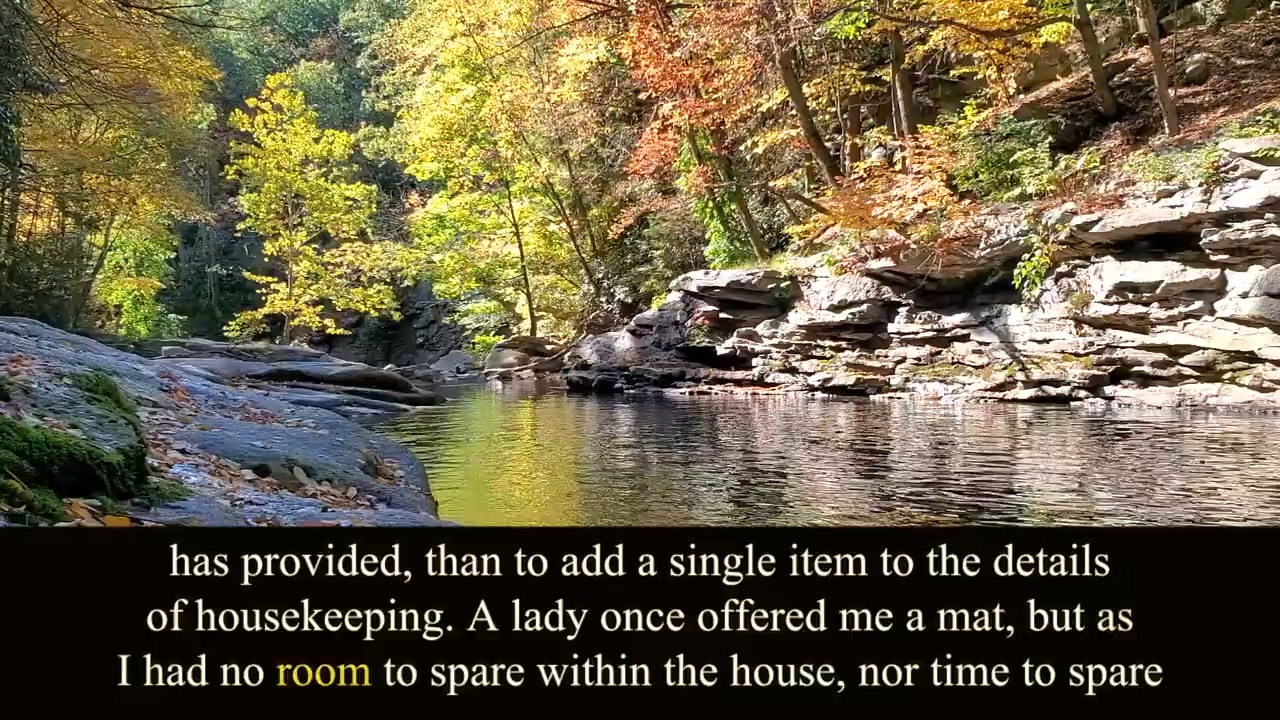 has provided, than to add a single item to the details
of housekeeping. A lady once offered me a mat, but as
I had no room to spare within the house, nor time to spare